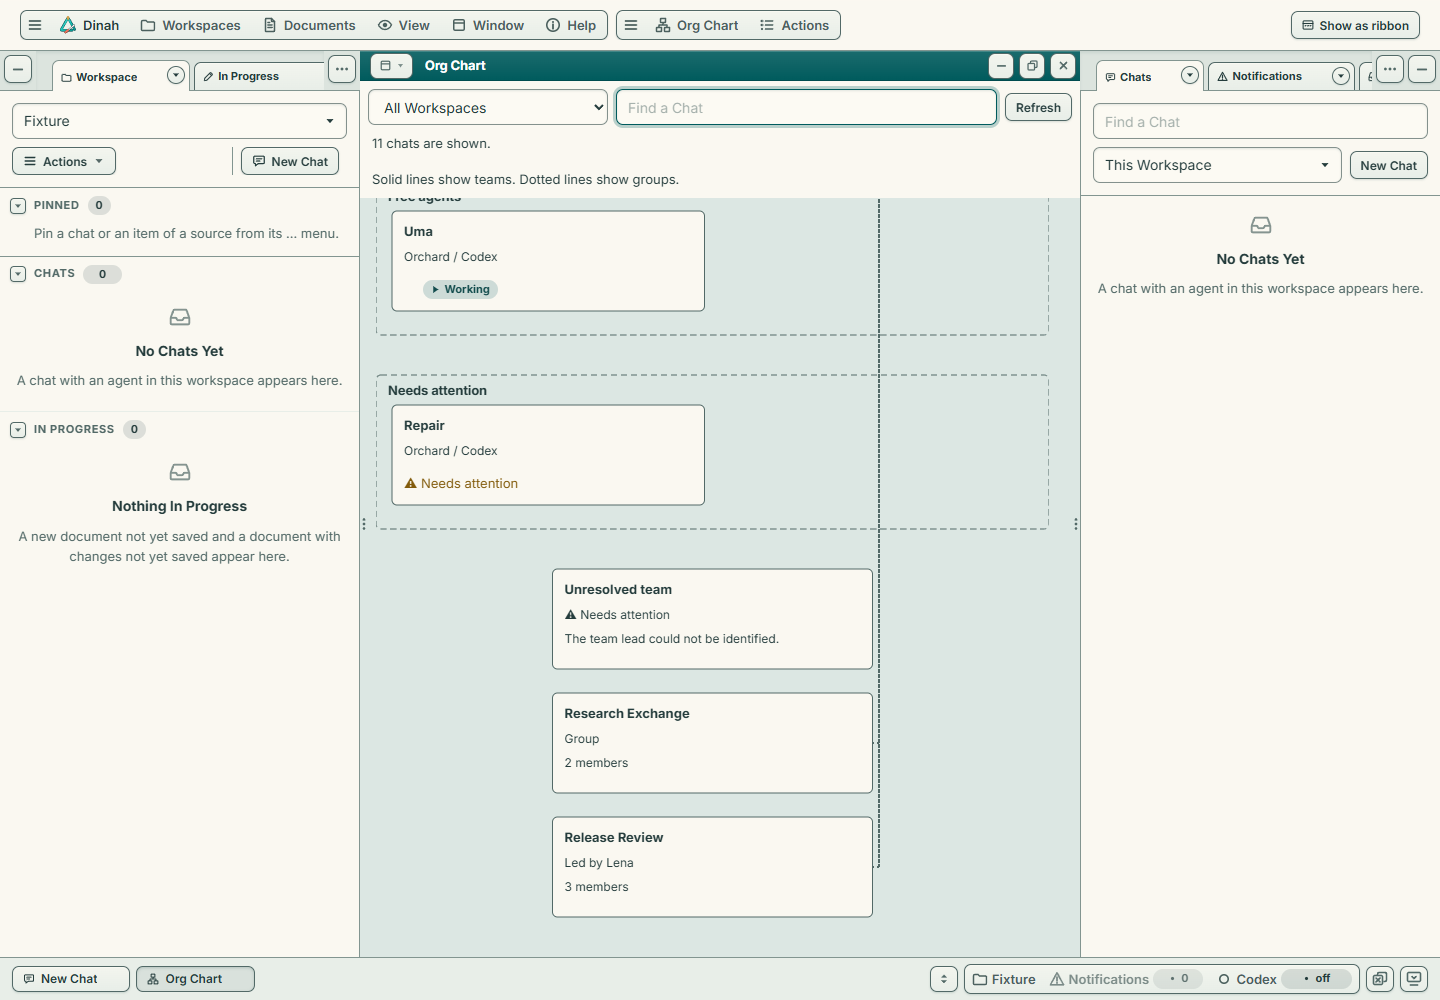 Dinah
Workspaces
Documents
View
Window
Help
Org Chart
Actions
Show as ribbon
Workspace
In Progress
Fixture
Actions
New Chat
PINNED 0
Pin a chat or an item of a source from its ... menu.
CHATS 0
No Chats Yet
A chat with an agent in this workspace appears here.
IN PROGRESS 0
Nothing In Progress
A new document not yet saved and a document with
changes not yet saved appear here.
Org Chart
All Workspaces
Find a Chat
Refresh
11 chats are shown.
Solid lines show teams. Dotted lines show groups.
Free agents
Uma
Orchard / Codex
Working
Needs attention
Repair
Orchard / Codex
Needs attention
Unresolved team
Needs attention
The team lead could not be identified.
Research Exchange
Group
2 members
Release Review
Led by Lena
3 members
Chats
Notifications
Find a Chat
This Workspace
New Chat
No Chats Yet
A chat with an agent in this workspace appears here.
New Chat
Org Chart
Fixture
Notifications • 0
Codex • off